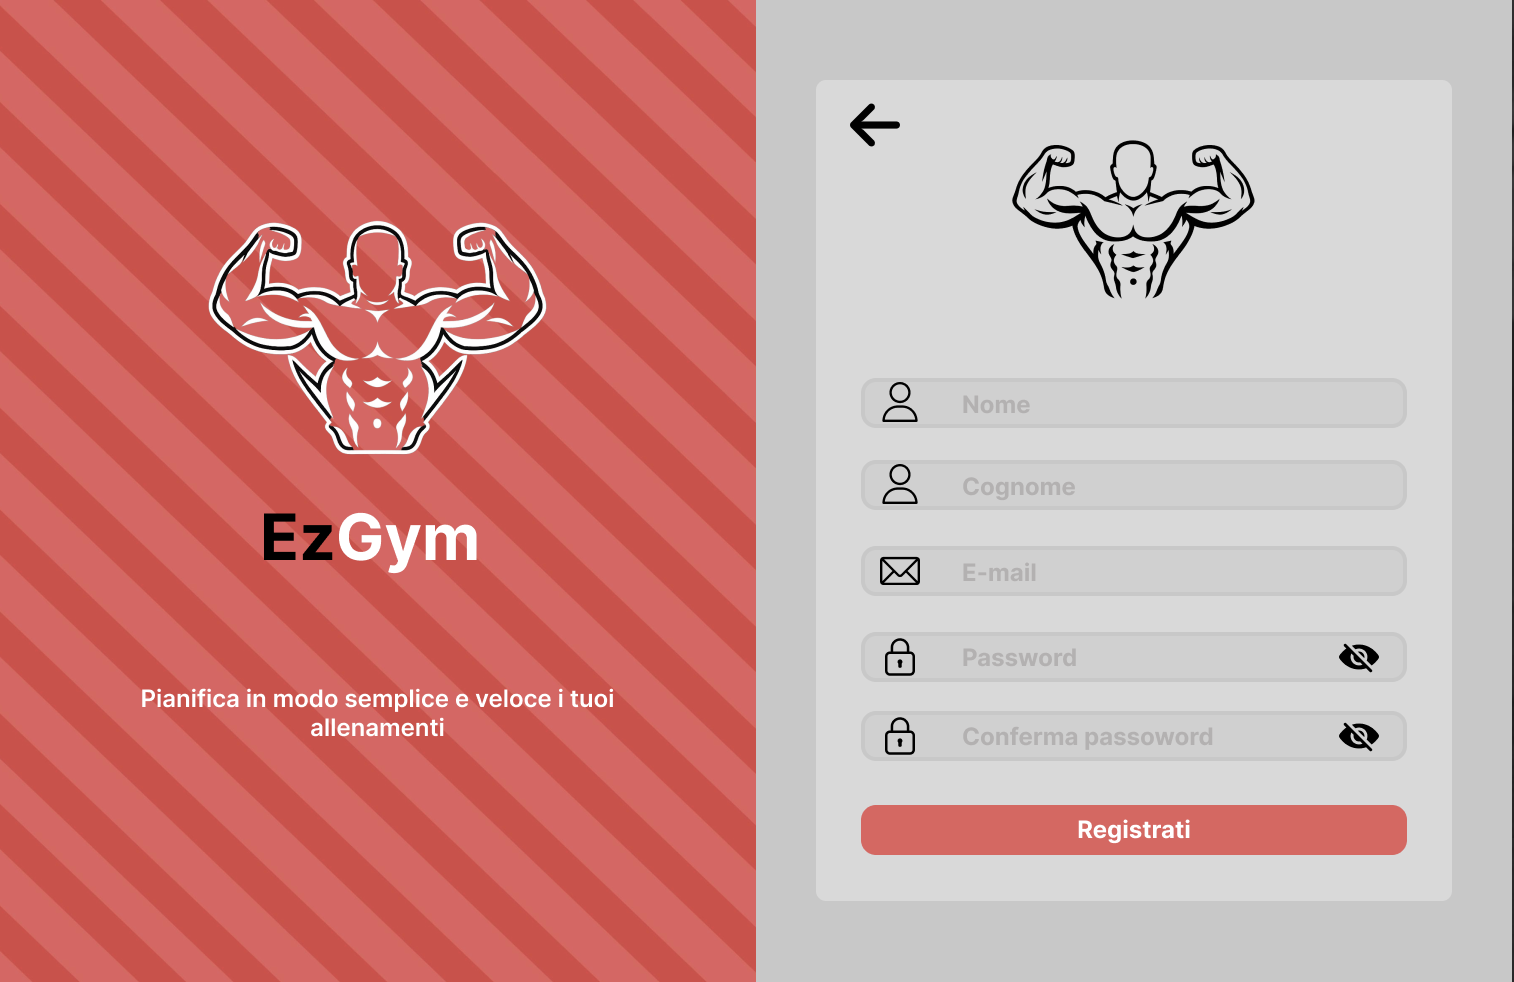 EzGym
Pianifica in modo semplice e veloce i tuoi
allenamenti
Nome
Cognome
E-mail
Password
Conferma passoword
Registrati